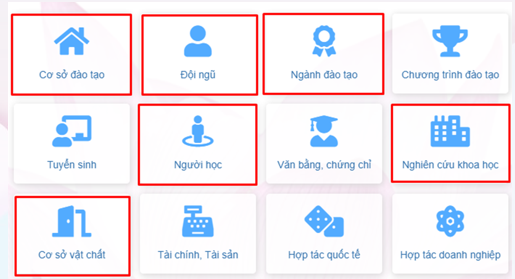 Cơ sở đào tạo
Đội ngũ
Ngành đào tạo
Chương trình đào tạo
Tuyển sinh
Người học
Văn bằng, chứng chỉ
Nghiên cứu khoa học
Cơ sở vật chất
Tài chính, Tài sản
Hợp tác quốc tế
Hợp tác doanh nghiệp